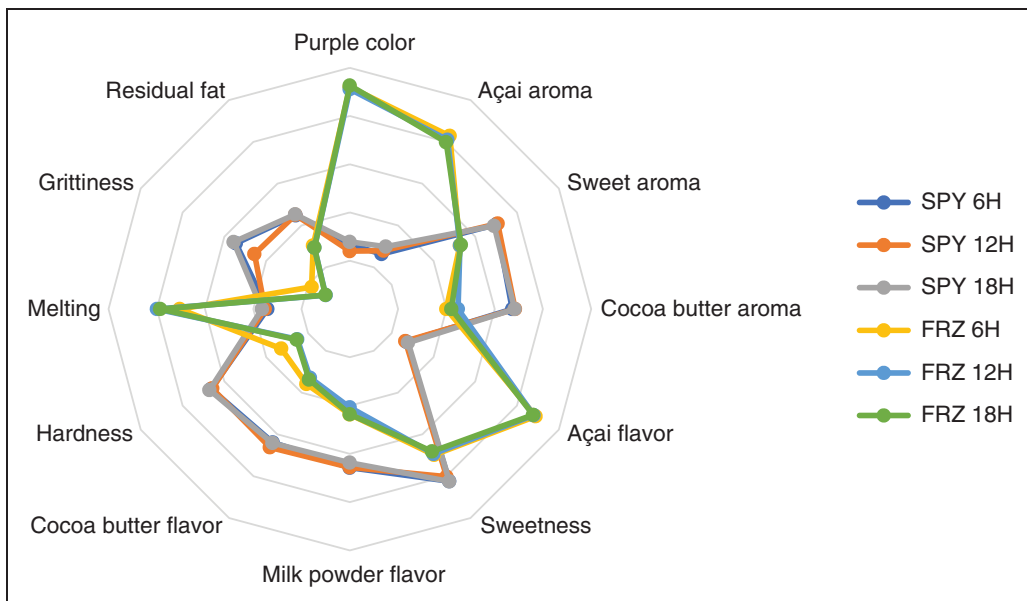 Purple color
Açai aroma
Sweet aroma
Cocoa butter aroma
Açai flavor
Sweetness
Milk powder flavor
Cocoa butter flavor
Hardness
Melting
Grittiness
Residual fat
SPY 6H
SPY 12H
SPY 18H
FRZ 6H
FRZ 12H
FRZ 18H